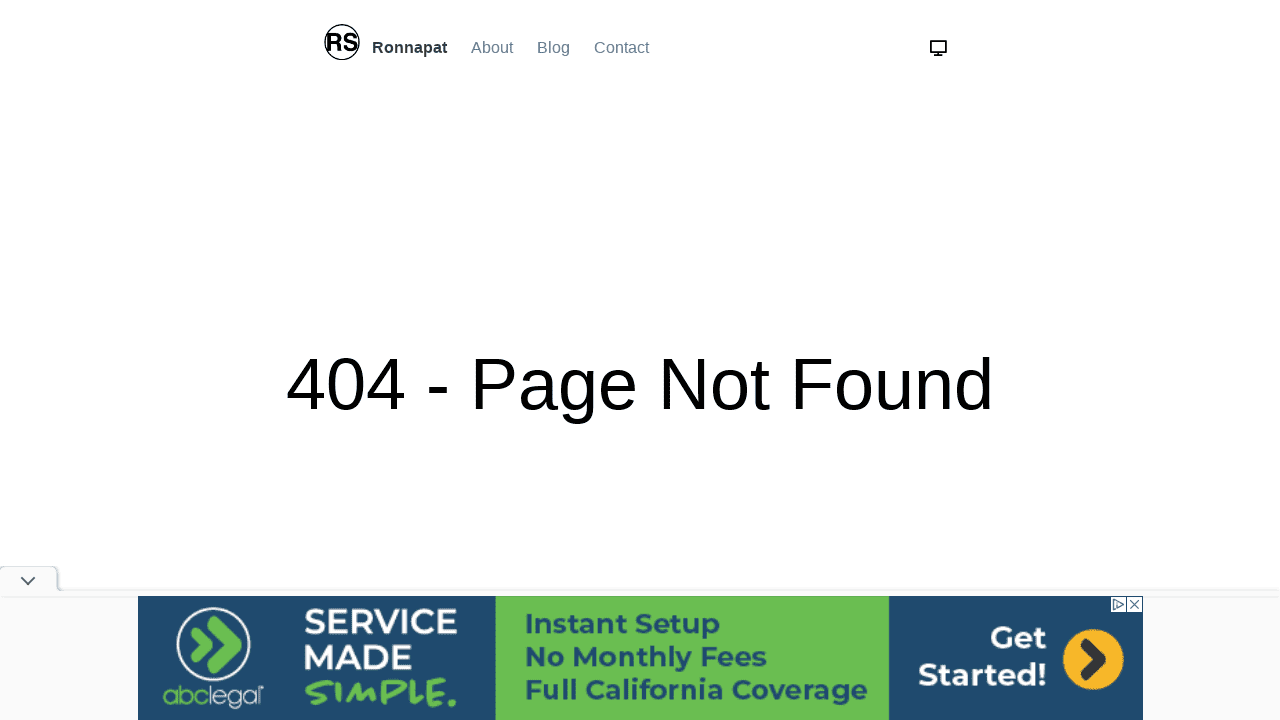 RS Ronnapat About Blog Contact
404 - Page Not Found
abclegal
SERVICE
MADE
SIMPLE.
Instant Setup
No Monthly Fees
Full California Coverage
Get
Started!